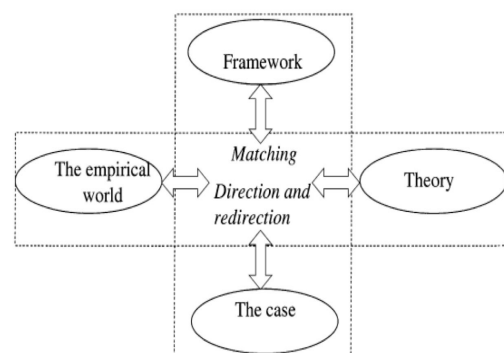 Framework
Matching
The empirical
world
Direction and
redirection
Theory
The case